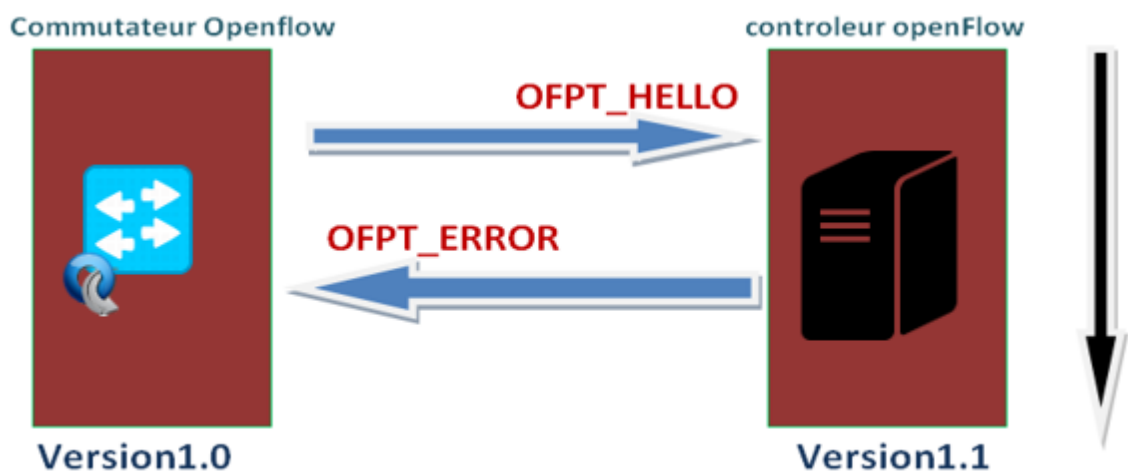 Commutateur Openflow
controleur openFlow
OFPT_HELLO
OFPT_ERROR
Version1.0
Version1.1